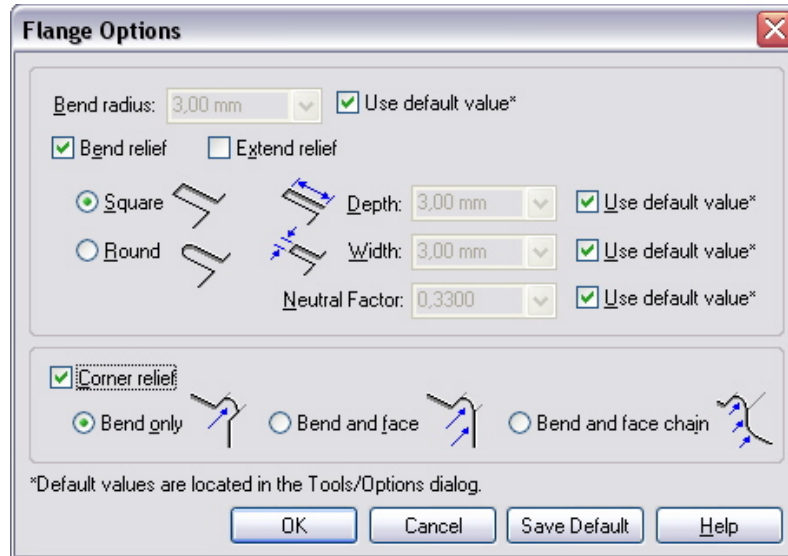 Flange Options
Bend radius: 3,00 mm Use default value*
Bend relief Extend relief
Square Depth: 3,00 mm Use default value*
Round Width: 3,00 mm Use default value*
Neutral Factor: 0,3300 Use default value*
Corner relief
Bend only Bend and face Bend and face chain
*Default values are located in the Tools/Options dialog.
OK Cancel Save Default Help